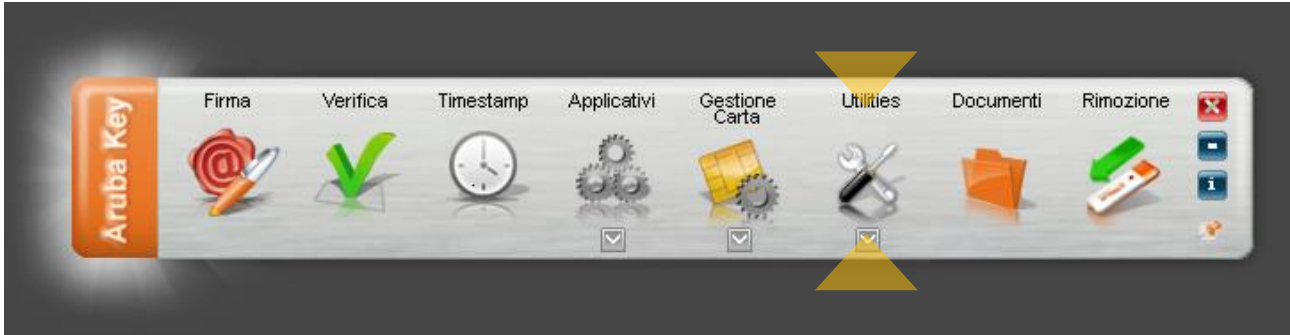 Aruba Key
Firma
Verifica
Timestamp
Applicativi
Gestione
Carta
Utilities
Documenti
Rimozione